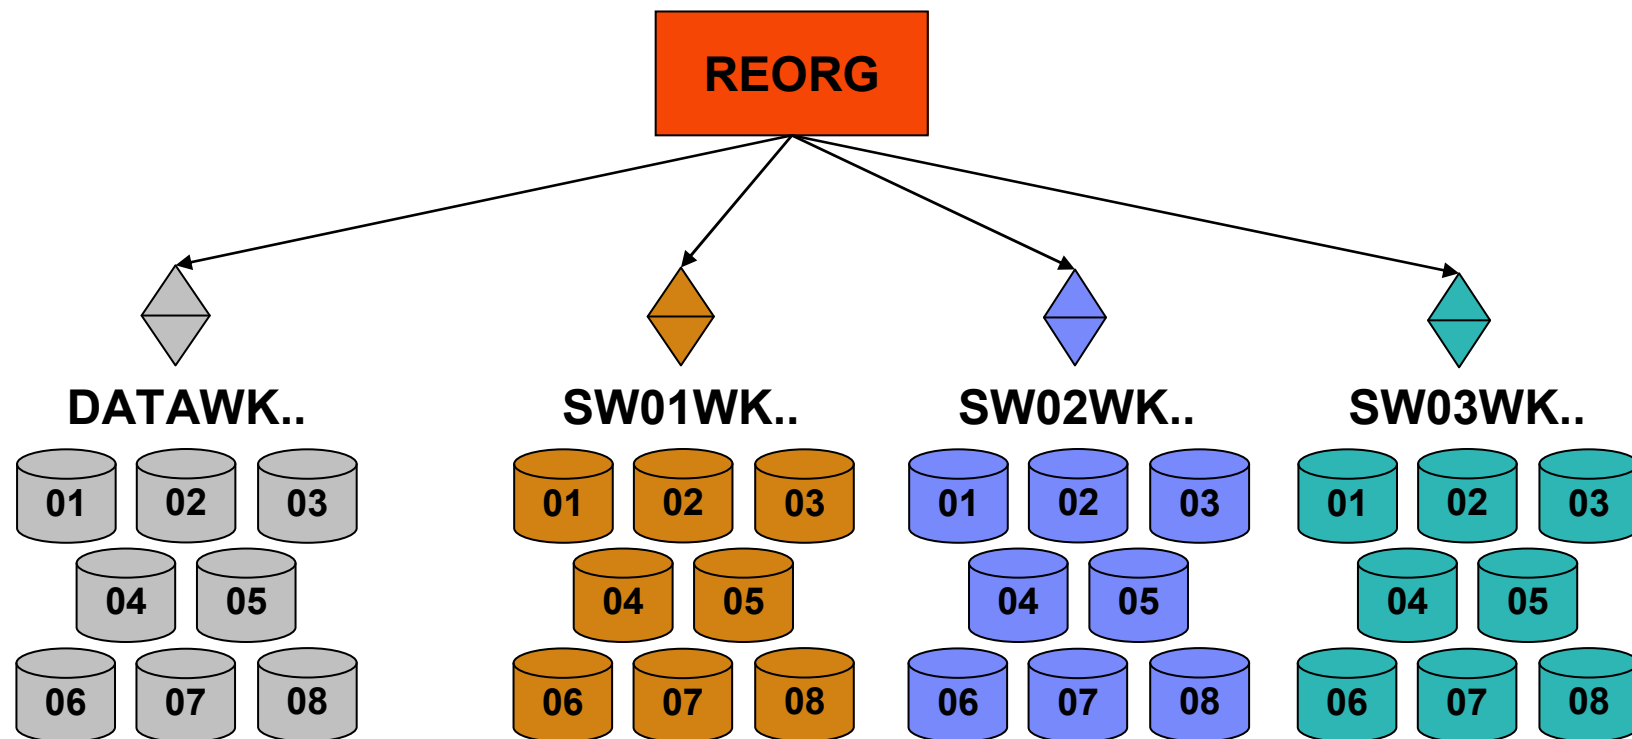 REORG
DATAWK.. SW01WK.. SW02WK.. SW03WK..
01 02 03 01 02 03 01 02 03 01 02 03
04 05 04 05 04 05 04 05
06 07 08 06 07 08 06 07 08 06 07 08